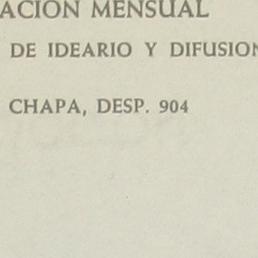 ACION MENSUAL
DE IDEARIO Y DIFUSION
CHAPA, DESP. 904